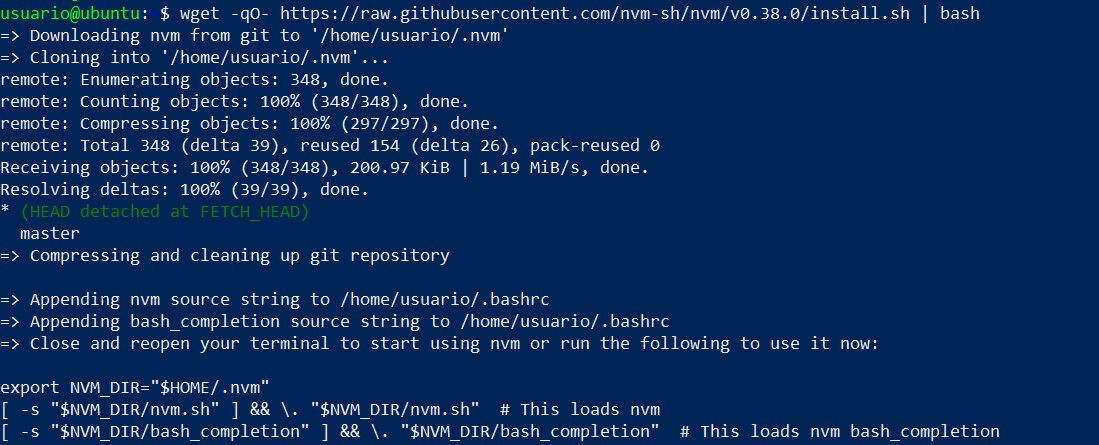 usuario@ubuntu: $ wget -qO- https://raw.githubusercontent.com/nvm-sh/nvm/v0.38.0/install.sh | bash
=> Downloading nvm from git to '/home/usuario/.nvm'
=> Cloning into '/home/usuario/.nvm'...
remote: Enumerating objects: 348, done.
remote: Counting objects: 100% (348/348), done.
remote: Compressing objects: 100% (297/297), done.
remote: Total 348 (delta 39), reused 154 (delta 26), pack-reused 0
Receiving objects: 100% (348/348), 200.97 KiB | 1.19 MiB/s, done.
Resolving deltas: 100% (39/39), done.
* (HEAD detached at FETCH_HEAD)
  master
=> Compressing and cleaning up git repository

=> Appending nvm source string to /home/usuario/.bashrc
=> Appending bash_completion source string to /home/usuario/.bashrc
=> Close and reopen your terminal to start using nvm or run the following to use it now:

export NVM_DIR="$HOME/.nvm"
[ -s "$NVM_DIR/nvm.sh" ] && \. "$NVM_DIR/nvm.sh"  # This loads nvm
[ -s "$NVM_DIR/bash_completion" ] && \. "$NVM_DIR/bash_completion"  # This loads nvm bash_completion